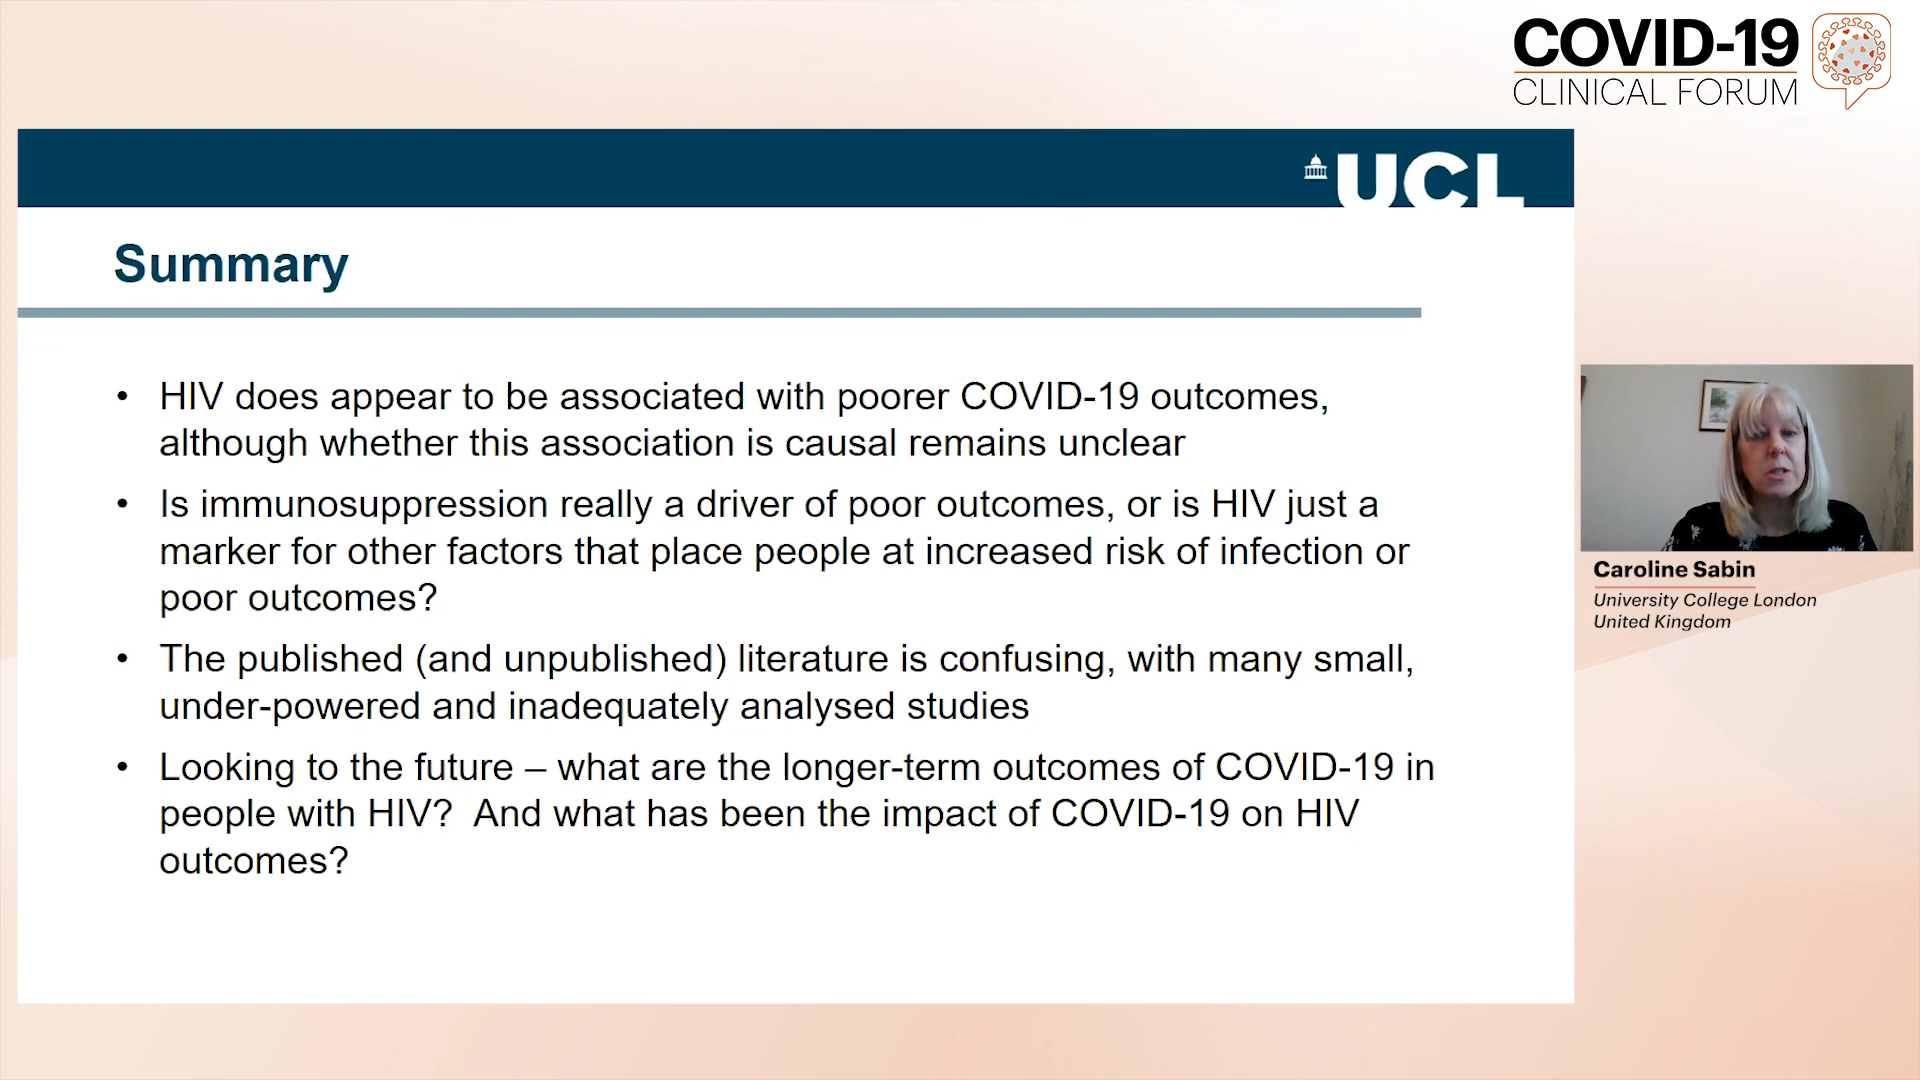 COVID-19
CLINICAL FORUM
UCL
Summary
• HIV does appear to be associated with poorer COVID-19 outcomes,
although whether this association is causal remains unclear
• Is immunosuppression really a driver of poor outcomes, or is HIV just a
marker for other factors that place people at increased risk of infection or
poor outcomes?
• The published (and unpublished) literature is confusing, with many small,
under-powered and inadequately analysed studies
• Looking to the future – what are the longer-term outcomes of COVID-19 in
people with HIV?  And what has been the impact of COVID-19 on HIV
outcomes?
Caroline Sabin
University College London
United Kingdom